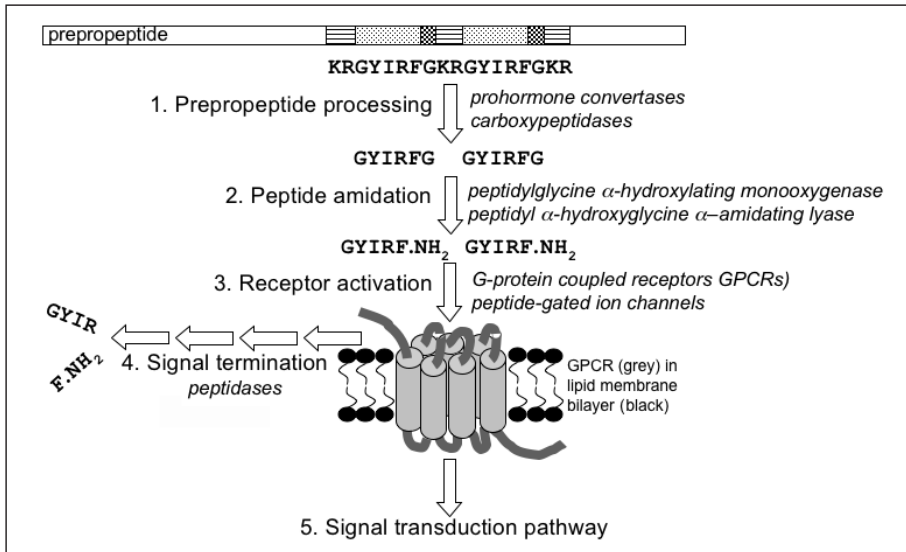 prepropeptide
KRGYIRFGKRGYIRFGKR
1. Prepropeptide processing
prohormone convertases
carboxypeptidases
GYIRFG GYIRFG
2. Peptide amidation
peptidylglycine α-hydroxylating monooxygenase
peptidyl α-hydroxyglycine α–amidating lyase
GYIRF.NH2 GYIRF.NH2
3. Receptor activation
G-protein coupled receptors GPCRs)
peptide-gated ion channels
GYIR
F.NH2
4. Signal termination
peptidases
GPCR (grey) in
lipid membrane
bilayer (black)
5. Signal transduction pathway